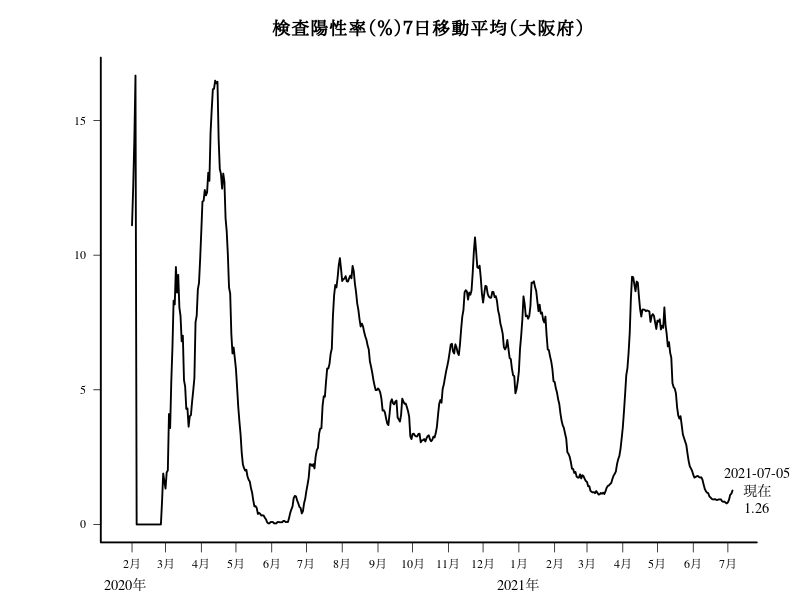 検査陽性率(%)7日移動平均(大阪府)
15
10
5
0
2021-07-05
現在
1.26
2月 3月 4月 5月 6月 7月 8月 9月 10月 11月 12月 1月 2月 3月 4月 5月 6月 7月
2020年 2021年